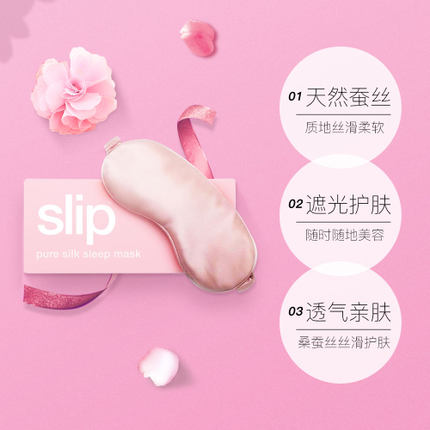 slip
pure silk sleep mask
01 天然蚕丝
质地丝滑柔软
02 遮光护肤
随时随地美容
03 透气亲肤
桑蚕丝丝滑护肤